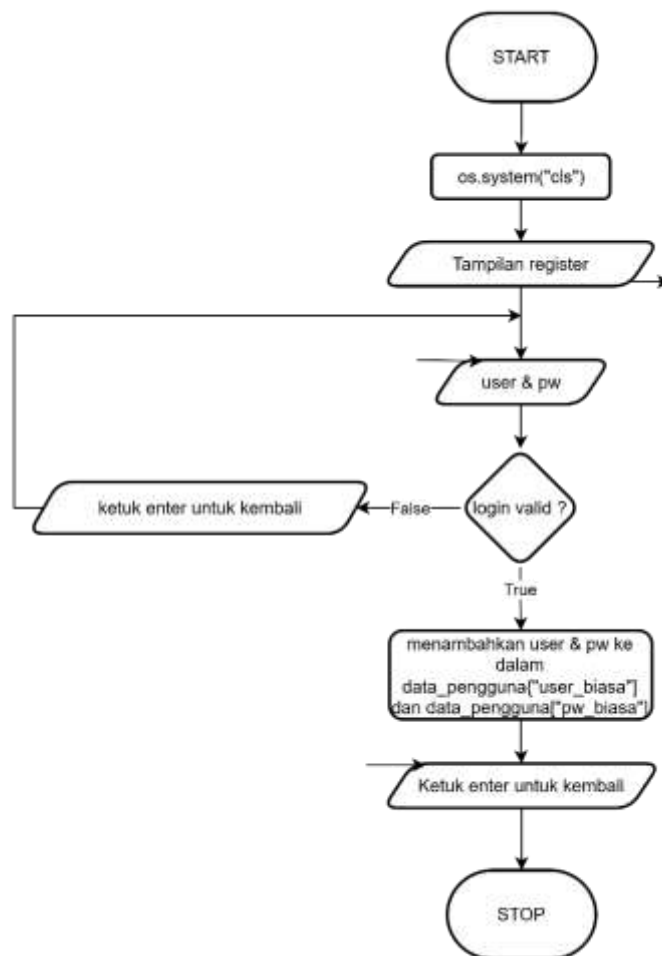 START
os.system("cls")
Tampilan register
user & pw
login valid ?
False
ketuk enter untuk kembali
True
menambahkan user & pw ke
dalam
data_pengguna["user_biasa"]
dan data_pengguna["pw_biasa"]
Ketuk enter untuk kembali
STOP